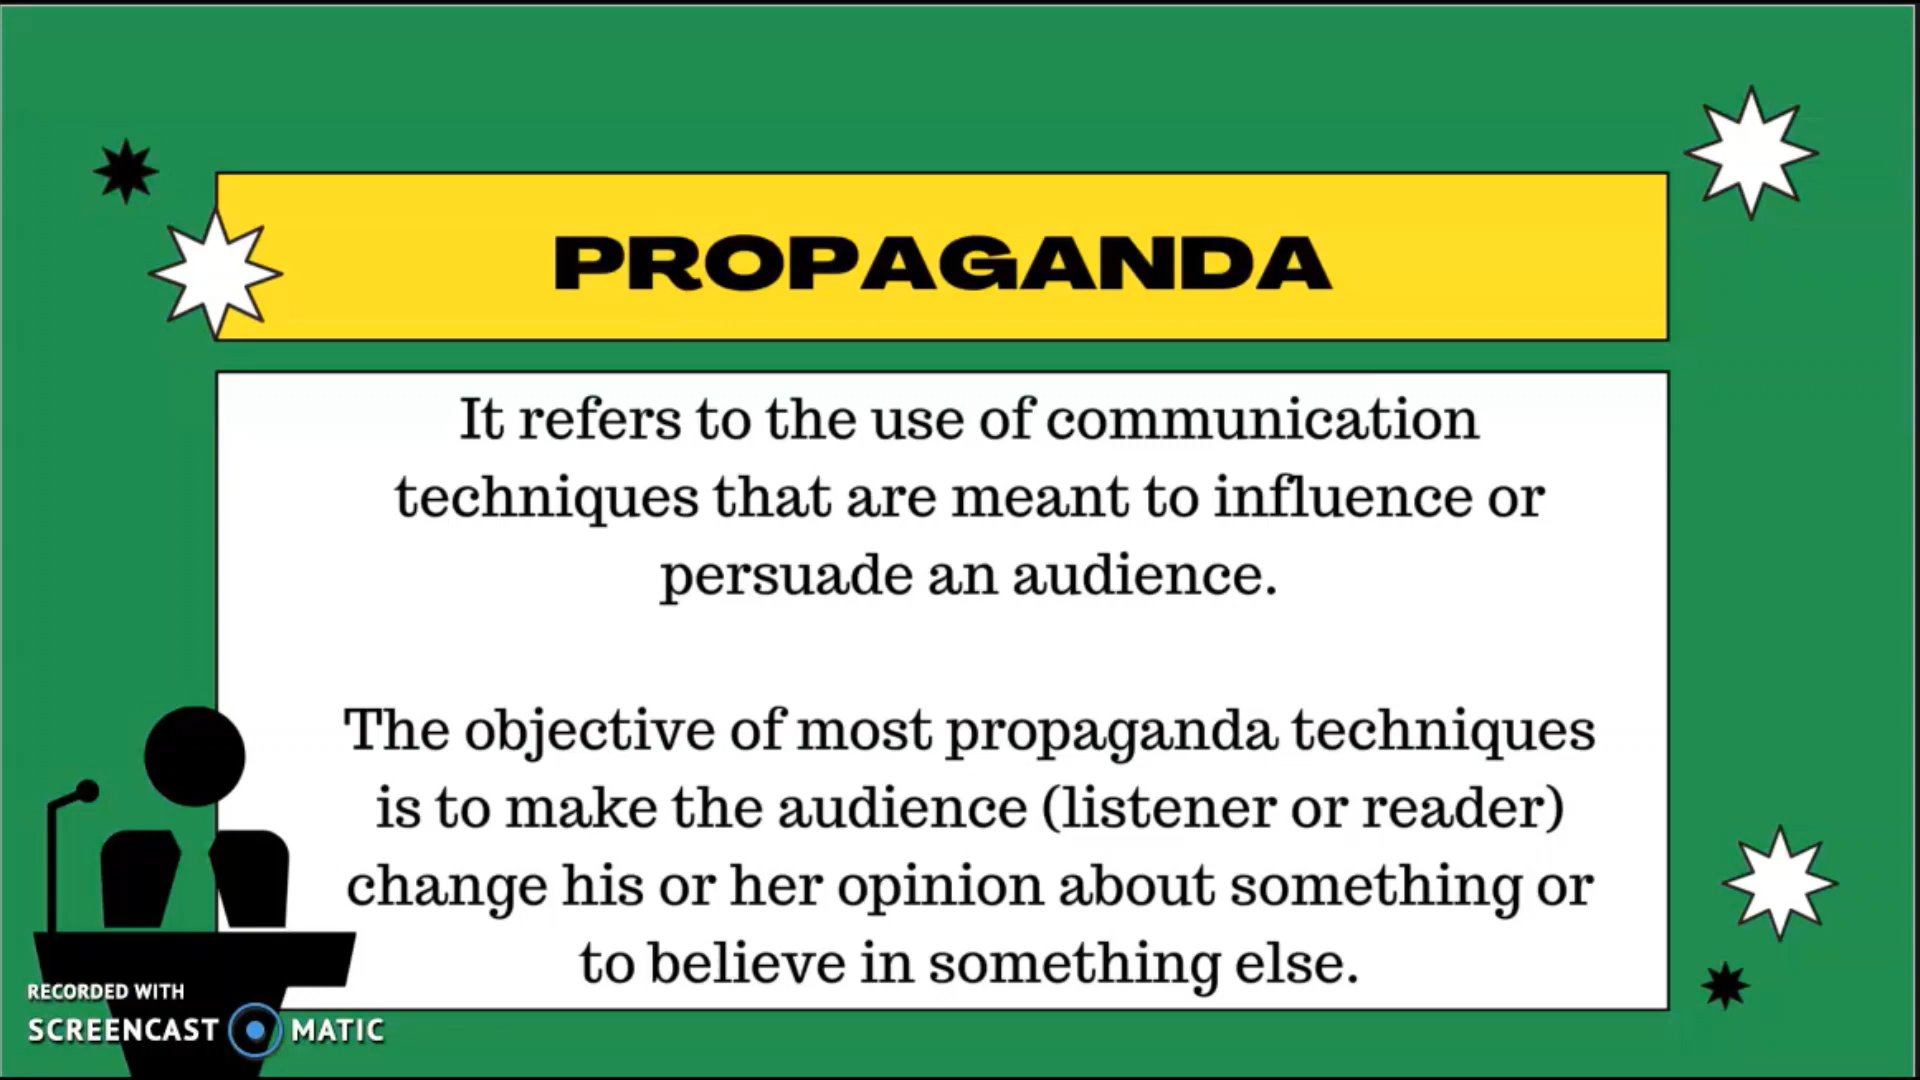 PROPAGANDA
It refers to the use of communication
techniques that are meant to influence or
persuade an audience.
The objective of most propaganda techniques
is to make the audience (listener or reader)
change his or her opinion about something or
to believe in something else.
RECORDED WITH
SCREENCAST MATIC